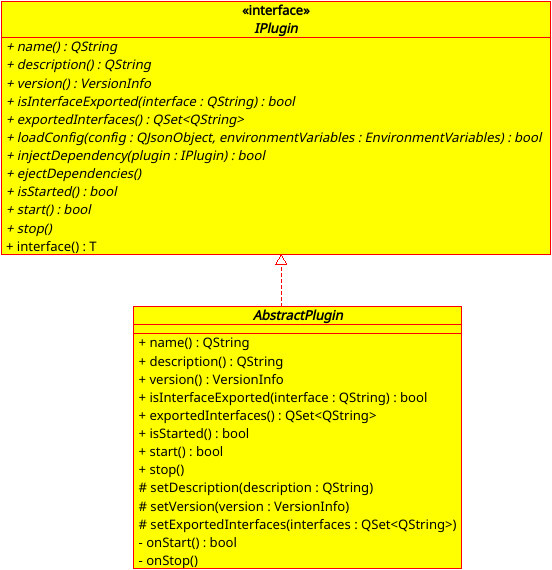 «interface»
IPlugin
+ name() : QString
+ description() : QString
+ version() : VersionInfo
+ isInterfaceExported(interface : QString) : bool
+ exportedInterfaces() : QSet<QString>
+ loadConfig(config : QJsonObject, environmentVariables : EnvironmentVariables) : bool
+ injectDependency(plugin : IPlugin) : bool
+ ejectDependencies()
+ isStarted() : bool
+ start() : bool
+ stop()
+ interface() : T
AbstractPlugin
+ name() : QString
+ description() : QString
+ version() : VersionInfo
+ isInterfaceExported(interface : QString) : bool
+ exportedInterfaces() : QSet<QString>
+ isStarted() : bool
+ start() : bool
+ stop()
# setDescription(description : QString)
# setVersion(version : VersionInfo)
# setExportedInterfaces(interfaces : QSet<QString>)
- onStart() : bool
- onStop()